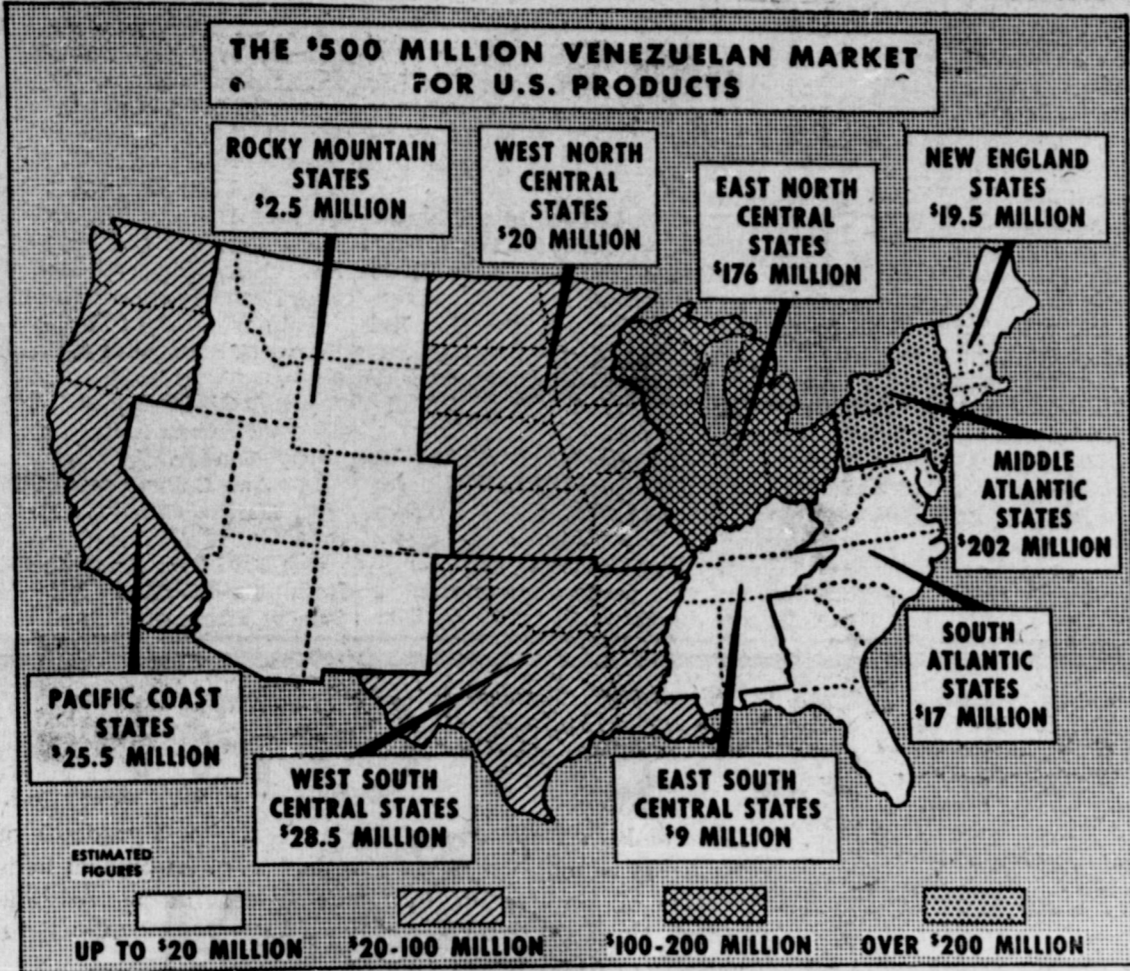 THE $500 MILLION VENEZUELAN MARKET
FOR U.S. PRODUCTS
ROCKY MOUNTAIN
STATES
$2.5 MILLION
WEST NORTH
CENTRAL
STATES
$20 MILLION
EAST NORTH
CENTRAL
STATES
$176 MILLION
NEW ENGLAND
STATES
$19.5 MILLION
MIDDLE
ATLANTIC
STATES
$202 MILLION
SOUTH
ATLANTIC
STATES
$17 MILLION
PACIFIC COAST
STATES
$25.5 MILLION
WEST SOUTH
CENTRAL STATES
$28.5 MILLION
EAST SOUTH
CENTRAL STATES
$9 MILLION
ESTIMATED
FIGURES
UP TO $20 MILLION
$20-100 MILLION
$100-200 MILLION
OVER $200 MILLION